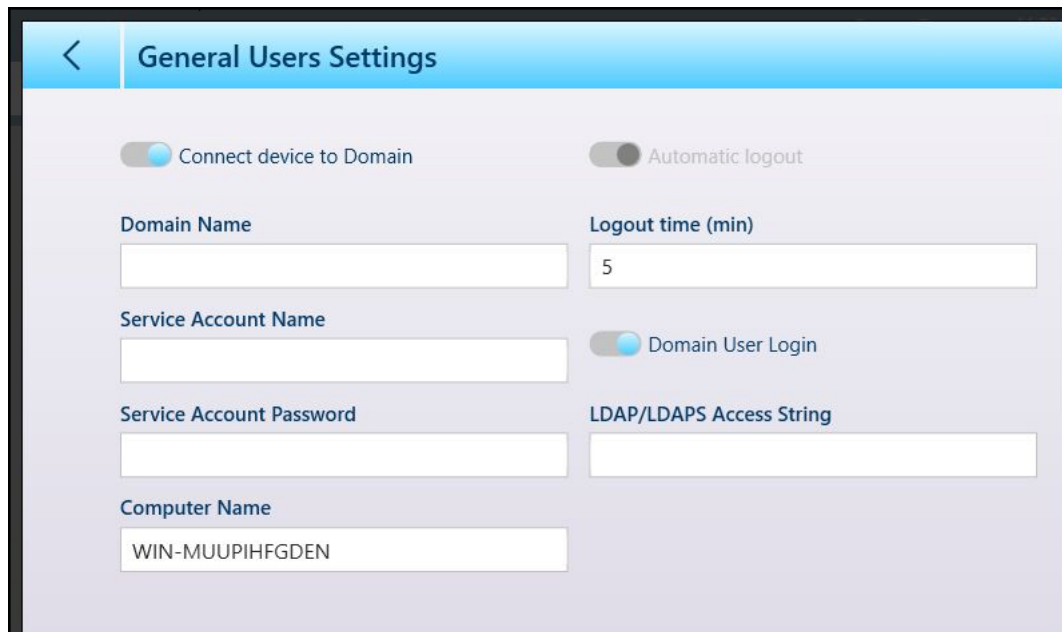 General Users Settings
Connect device to Domain
Automatic logout
Domain Name
Logout time (min)
5
Service Account Name
Domain User Login
Service Account Password
LDAP/LDAPS Access String
Computer Name
WIN-MUUPIHFGDEN